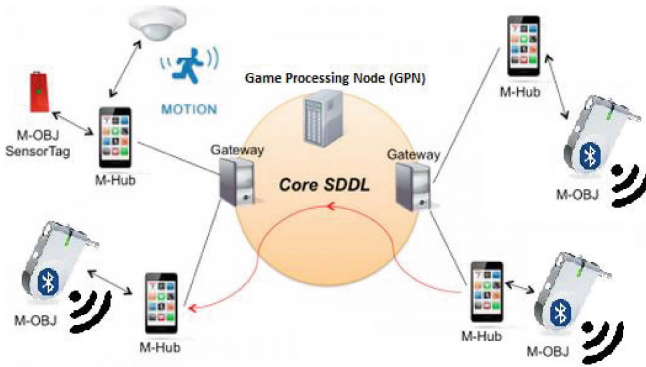 MOTION
Game Processing Node (GPN)
M-OBJ
SensorTag
M-Hub
Gateway
Core SDDL
Gateway
M-Hub
M-OBJ
M-OBJ
M-Hub
M-Hub
M-OBJ